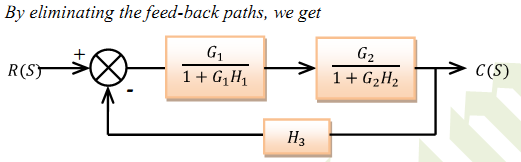 By eliminating the feed-back paths, we get
+
G₁
G₂
R(S)
C(S)
1 + G₁H₁
1 + G₂H₂
-
H₃